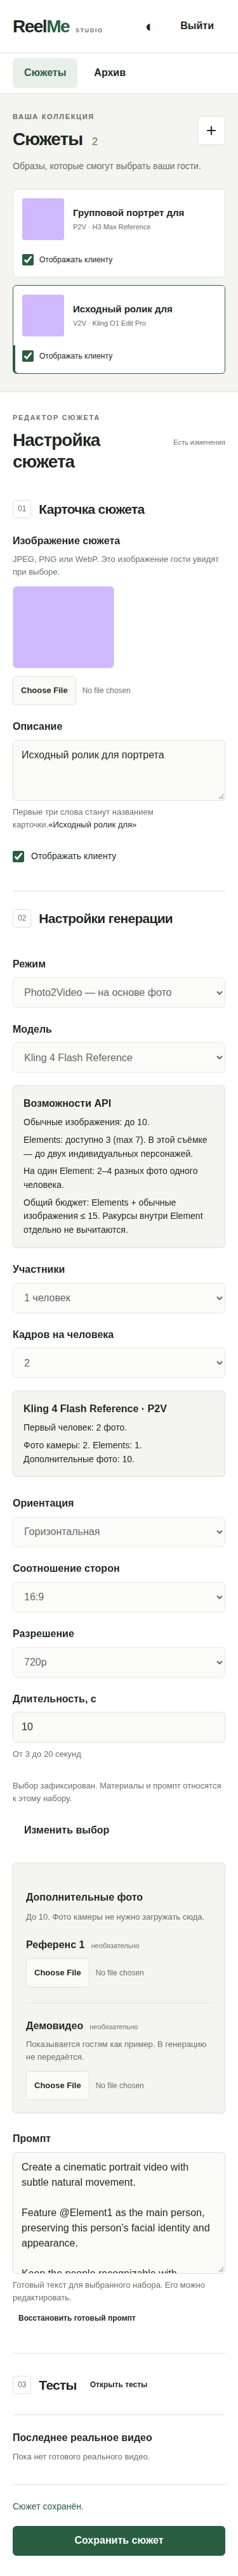 ReelMe STUDIO
Выйти
Сюжеты Архив
ВАША КОЛЛЕКЦИЯ
Сюжеты 2
+
Образы, которые смогут выбрать ваши гости.
Групповой портрет для
P2V · H3 Max Reference
Отображать клиенту
Исходный ролик для
V2V · Kling O1 Edit Pro
Отображать клиенту
РЕДАКТОР СЮЖЕТА
Настройка
сюжета
Есть изменения
01 Карточка сюжета
Изображение сюжета
JPEG, PNG или WebP. Это изображение гости увидят
при выборе.
Choose File No file chosen
Описание
Исходный ролик для портрета
Первые три слова станут названием
карточки.«Исходный ролик для»
Отображать клиенту
02 Настройки генерации
Режим
Photo2Video — на основе фото
Модель
Kling 4 Flash Reference
Возможности API
Обычные изображения: до 10.
Elements: доступно 3 (max 7). В этой съёмке
— до двух индивидуальных персонажей.
На один Element: 2–4 разных фото одного
человека.
Общий бюджет: Elements + обычные
изображения ≤ 15. Ракурсы внутри Element
отдельно не вычитаются.
Участники
1 человек
Кадров на человека
2
Kling 4 Flash Reference · P2V
Первый человек: 2 фото.
Фото камеры: 2. Elements: 1.
Дополнительные фото: 10.
Ориентация
Горизонтальная
Соотношение сторон
16:9
Разрешение
720p
Длительность, с
10
От 3 до 20 секунд
Выбор зафиксирован. Материалы и промпт относятся
к этому набору.
Изменить выбор
Дополнительные фото
До 10. Фото камеры не нужно загружать сюда.
Референс 1 необязательно
Choose File No file chosen
Демовидео необязательно
Показывается гостям как пример. В генерацию
не передаётся.
Choose File No file chosen
Промпт
Create a cinematic portrait video with
subtle natural movement.
Feature @Element1 as the main person,
preserving this person's facial identity and
appearance.
Keep the people recognizable with
Готовый текст для выбранного набора. Его можно
редактировать.
Восстановить готовый промпт
03 Тесты Открыть тесты
Последнее реальное видео
Пока нет готового реального видео.
Сюжет сохранён.
Сохранить сюжет